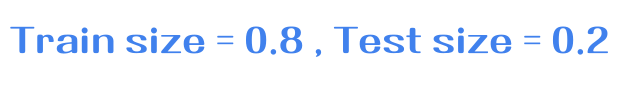 Train size = 0.8 , Test size = 0.2